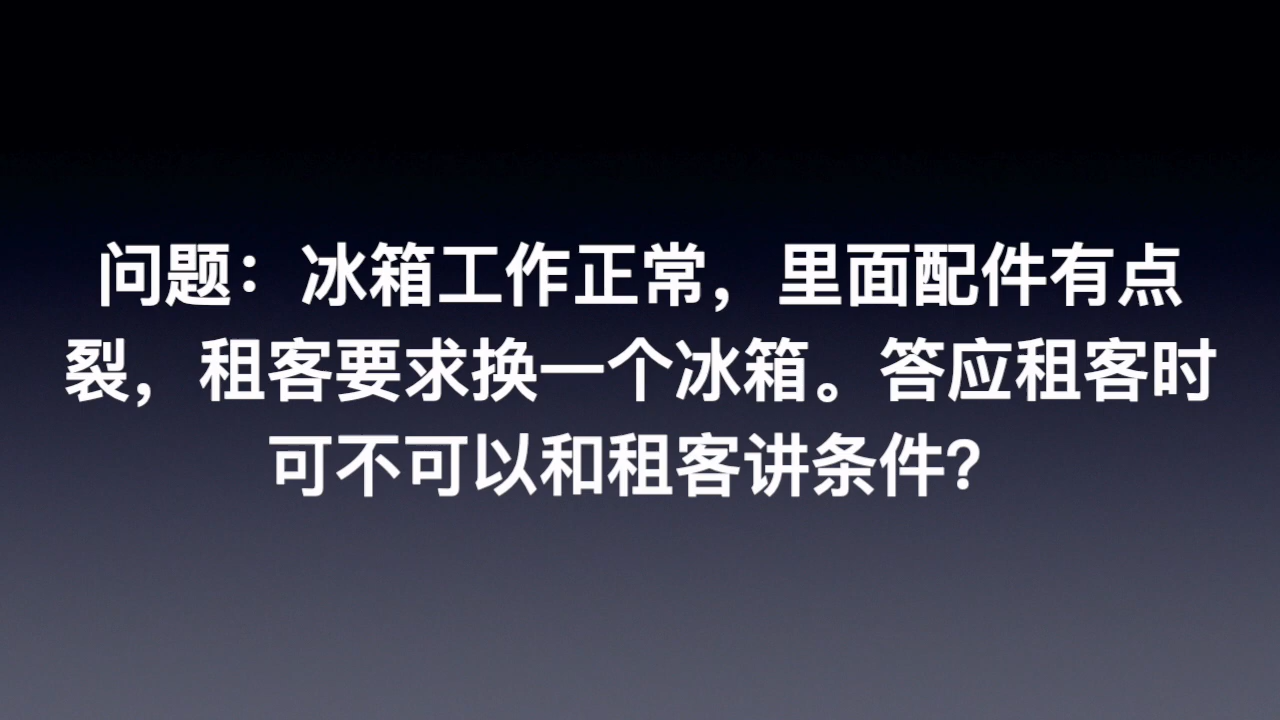 问题：冰箱工作正常，里面配件有点
裂，租客要求换一个冰箱。答应租客时
可不可以和租客讲条件？